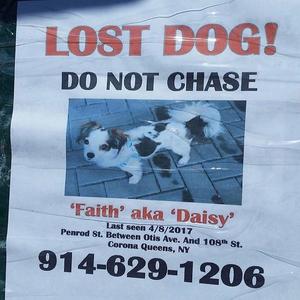 LOST DOG!
DO NOT CHASE
'Faith' aka 'Daisy'
Last seen 4/8/2017
Penrod St. Between Otis Ave. And 108th St.
Corona Queens, NY
914-629-1206